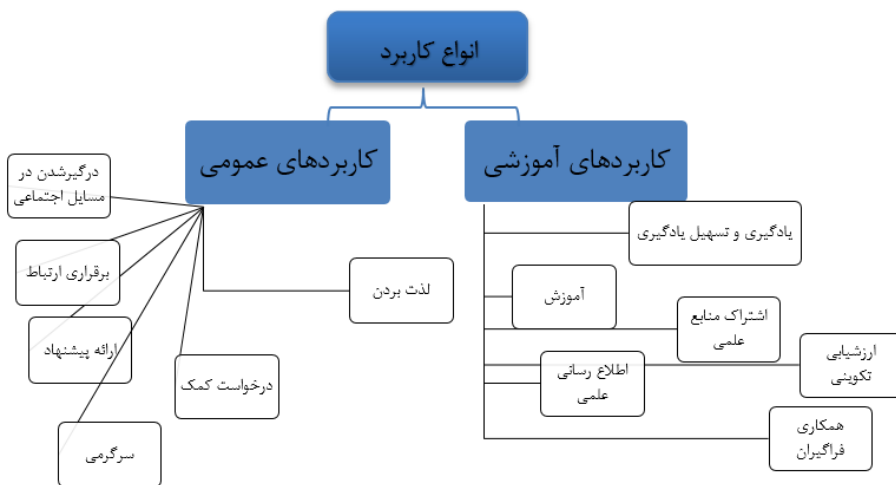 انواع کاربرد
کاربردهای آموزشی
کاربردهای عمومی
یادگیری و تسهیل یادگیری
آموزش
اشتراک منابع
علمی
ارزشیابی
تکوینی
اطلاع رسانی
علمی
همکاری
فراگیران
درگیرشدن در
مسایل اجتماعی
برقراری ارتباط
لذت بردن
ارائه پیشنهاد
درخواست کمک
سرگرمی